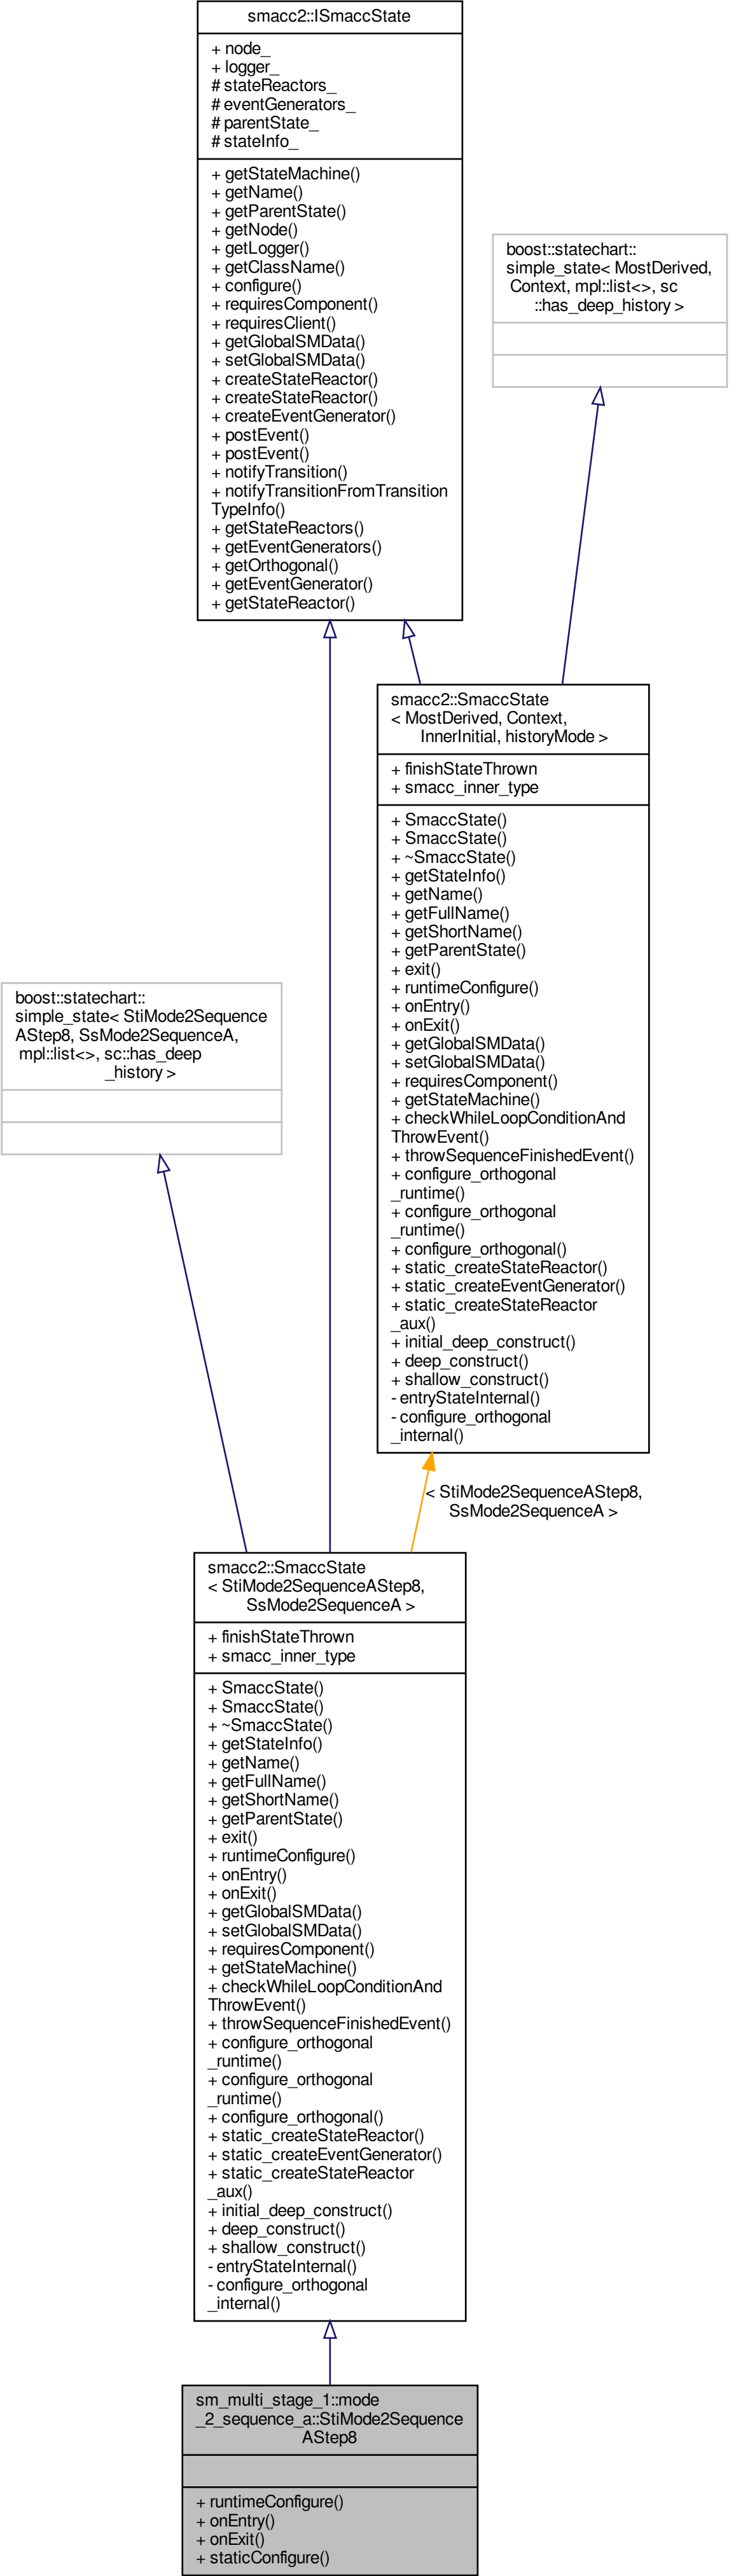 smacc2::ISmaccState
+ node_
+ logger_
# stateReactors_
# eventGenerators_
# parentState_
# stateInfo_
+ getStateMachine()
+ getName()
+ getParentState()
+ getNode()
+ getLogger()
+ getClassName()
+ configure()
+ requiresComponent()
+ requiresClient()
+ getGlobalSMData()
+ setGlobalSMData()
+ createStateReactor()
+ createStateReactor()
+ createEventGenerator()
+ postEvent()
+ postEvent()
+ notifyTransition()
+ notifyTransitionFromTransition
TypeInfo()
+ getStateReactors()
+ getEventGenerators()
+ getOrthogonal()
+ getEventGenerator()
+ getStateReactor()
boost::statechart::
simple_state< MostDerived,
Context, mpl::list<>, sc
::has_deep_history >
smacc2::SmaccState
< MostDerived, Context,
InnerInitial, historyMode >
+ finishStateThrown
+ smacc_inner_type
+ SmaccState()
+ SmaccState()
+ ~SmaccState()
+ getStateInfo()
+ getName()
+ getFullName()
+ getShortName()
+ getParentState()
+ exit()
+ runtimeConfigure()
+ onEntry()
+ onExit()
+ getGlobalSMData()
+ setGlobalSMData()
+ requiresComponent()
+ getStateMachine()
+ checkWhileLoopConditionAnd
ThrowEvent()
+ throwSequenceFinishedEvent()
+ configure_orthogonal
_runtime()
+ configure_orthogonal
_runtime()
+ configure_orthogonal()
+ static_createStateReactor()
+ static_createEventGenerator()
+ static_createStateReactor
_aux()
+ initial_deep_construct()
+ deep_construct()
+ shallow_construct()
- entryStateInternal()
- configure_orthogonal
_internal()
boost::statechart::
simple_state< StiMode2Sequence
AStep8, SsMode2SequenceA,
mpl::list<>, sc::has_deep
_history >
< StiMode2SequenceAStep8,
SsMode2SequenceA >
smacc2::SmaccState
< StiMode2SequenceAStep8,
SsMode2SequenceA >
+ finishStateThrown
+ smacc_inner_type
+ SmaccState()
+ SmaccState()
+ ~SmaccState()
+ getStateInfo()
+ getName()
+ getFullName()
+ getShortName()
+ getParentState()
+ exit()
+ runtimeConfigure()
+ onEntry()
+ onExit()
+ getGlobalSMData()
+ setGlobalSMData()
+ requiresComponent()
+ getStateMachine()
+ checkWhileLoopConditionAnd
ThrowEvent()
+ throwSequenceFinishedEvent()
+ configure_orthogonal
_runtime()
+ configure_orthogonal
_runtime()
+ configure_orthogonal()
+ static_createStateReactor()
+ static_createEventGenerator()
+ static_createStateReactor
_aux()
+ initial_deep_construct()
+ deep_construct()
+ shallow_construct()
- entryStateInternal()
- configure_orthogonal
_internal()
sm_multi_stage_1::mode
_2_sequence_a::StiMode2Sequence
AStep8
+ runtimeConfigure()
+ onEntry()
+ onExit()
+ staticConfigure()